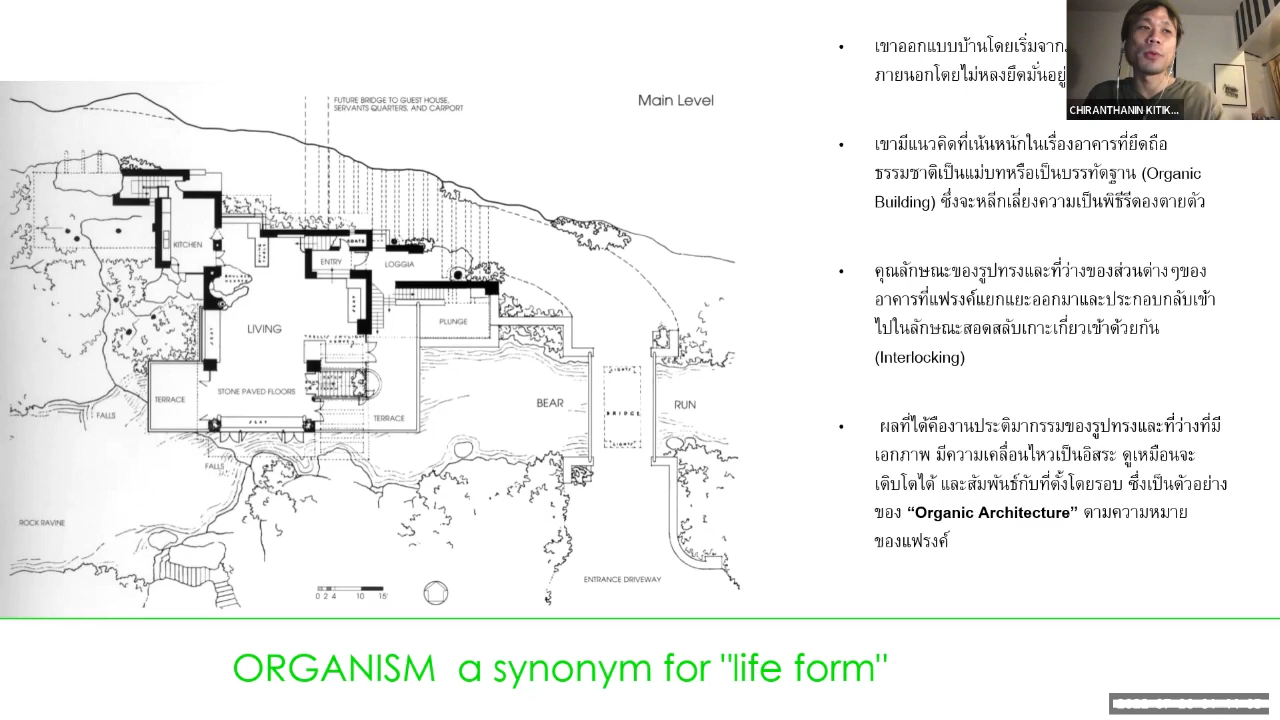 FUTURE BRIDGE TO GUEST HOUSE,
SERVANTS QUARTERS, AND CARPORT
Main Level
KITCHEN
ENTRY
LOGGIA
LIVING
PLUNGE
STONE PAVED FLOORS
TERRACE
TERRACE
FALLS
FALLS
BEAR
BRIDGE
RUN
ROCK RAVINE
ENTRANCE DRIVEWAY
0 2 4 10 15'
• เขาออกแบบบ้านโดยเริ่มจาก
ภายนอกโดยไม่หลงยึดมั่นอยู่
• เขามีแนวคิดที่เน้นหนักในเรื่องอาคารที่ยึดถือ
ธรรมชาติเป็นแม่บทหรือเป็นบรรทัดฐาน (Organic
Building) ซึ่งจะหลีกเลี่ยงความเป็นพิธีรีตองตายตัว
• คุณลักษณะของรูปทรงและที่ว่างของส่วนต่างๆของ
อาคารที่แฟรงค์แยกแยะออกมาและประกอบกลับเข้า
ไปในลักษณะสอดสลับเกาะเกี่ยวเข้าด้วยกัน
(Interlocking)
• ผลที่ได้คืองานประติมากรรมของรูปทรงและที่ว่างที่มี
เอกภาพ มีความเคลื่อนไหวเป็นอิสระ ดูเหมือนจะ
เติบโตได้ และสัมพันธ์กับที่ตั้งโดยรอบ ซึ่งเป็นตัวอย่าง
ของ “Organic Architecture” ตามความหมาย
ของแฟรงค์
CHIRANTHANIN KITIK...
ORGANISM a synonym for "life form"